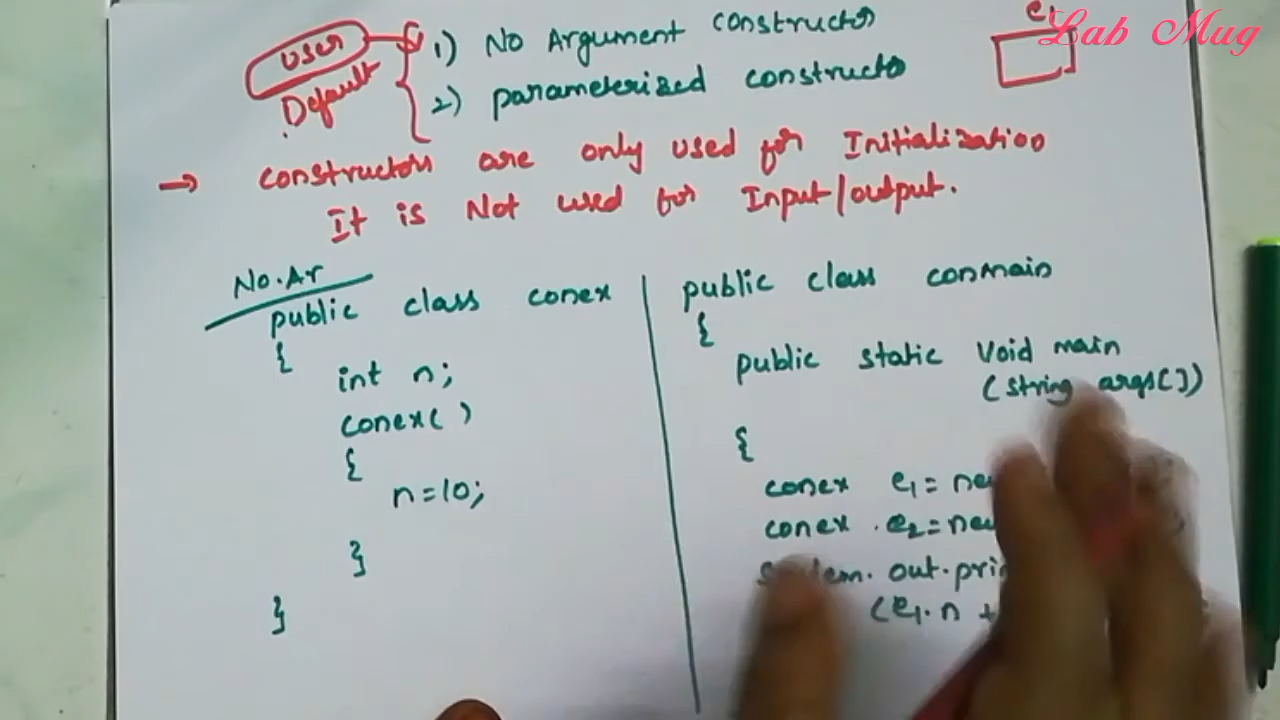 e1
Lab Mug
User
Default
1) No Argument constructor
2) parameterized constructo
→ constructors are only used for Initialization
It is Not used for Input/output.
No.Ar
public class conex
{
int n;
conex( )
{
n=10;
}
}
public class conmain
{
public static void main
(string args[])
{
conex e1 = new
conex e2 = new
out.pri
(e1.n +